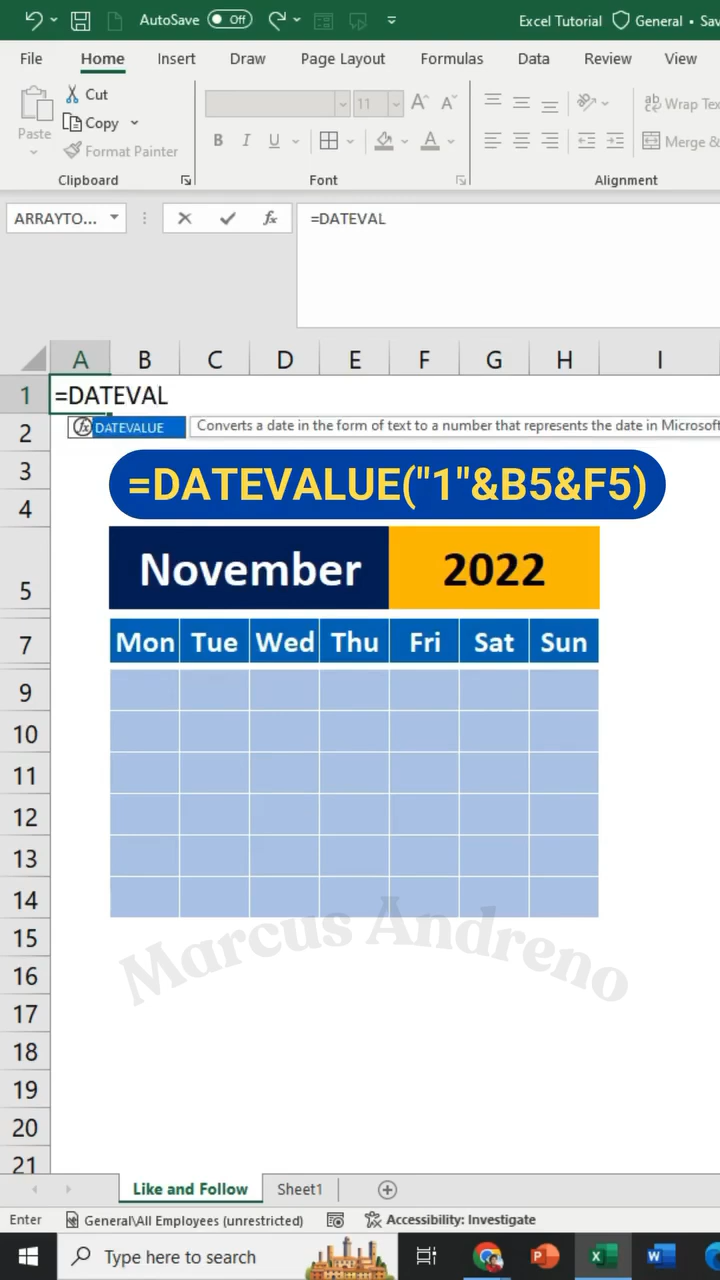 AutoSave Off Excel Tutorial General • Sav
File Home Insert Draw Page Layout Formulas Data Review View
Paste Cut Copy Format Painter
11 A A ab Wrap Tex
B I U A Merge &
Clipboard Font Alignment
ARRAYTO... fx =DATEVAL
A B C D E F G H I
1 =DATEVAL
2 fx DATEVALUE Converts a date in the form of text to a number that represents the date in Microsoft
3 =DATEVALUE("1"&B5&F5)
4
5 November 2022
7 Mon Tue Wed Thu Fri Sat Sun
9
10
11
12
13
14
15 Marcus Andreno
16
17
18
19
20
21
Like and Follow Sheet1
Enter General\All Employees (unrestricted) Accessibility: Investigate
Type here to search P X W